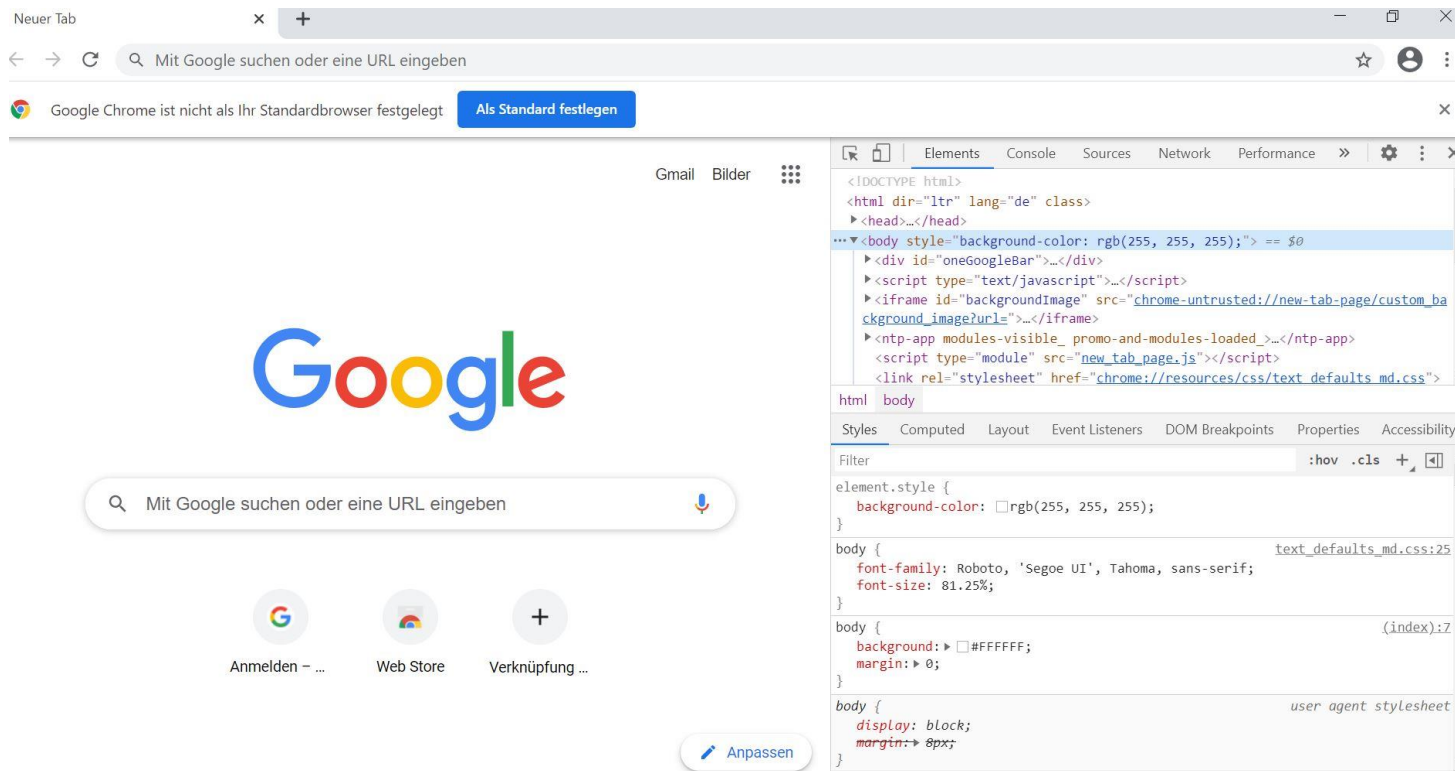 Neuer Tab
Mit Google suchen oder eine URL eingeben
Google Chrome ist nicht als Ihr Standardbrowser festgelegt Als Standard festlegen
Gmail Bilder
Google
Mit Google suchen oder eine URL eingeben
Anmelden – ... Web Store Verknüpfung ...
Anpassen
Elements Console Sources Network Performance »
<!DOCTYPE html>
<html dir="ltr" lang="de" class>
<head>…</head>
<body style="background-color: rgb(255, 255, 255);"> == $0
<div id="oneGoogleBar">…</div>
<script type="text/javascript">…</script>
<iframe id="backgroundImage" src="chrome-untrusted://new-tab-page/custom_ba
ckground_image?url=">…</iframe>
<ntp-app modules-visible_ promo-and-modules-loaded_>…</ntp-app>
<script type="module" src="new_tab_page.js"></script>
<link rel="stylesheet" href="chrome://resources/css/text_defaults_md.css">
html body
Styles Computed Layout Event Listeners DOM Breakpoints Properties Accessibility
Filter :hov .cls +
element.style {
background-color: rgb(255, 255, 255);
}
body { text_defaults_md.css:25
font-family: Roboto, 'Segoe UI', Tahoma, sans-serif;
font-size: 81.25%;
}
body { (index):7
background: #FFFFFF;
margin: 0;
}
body { user agent stylesheet
display: block;
margin: 8px;
}